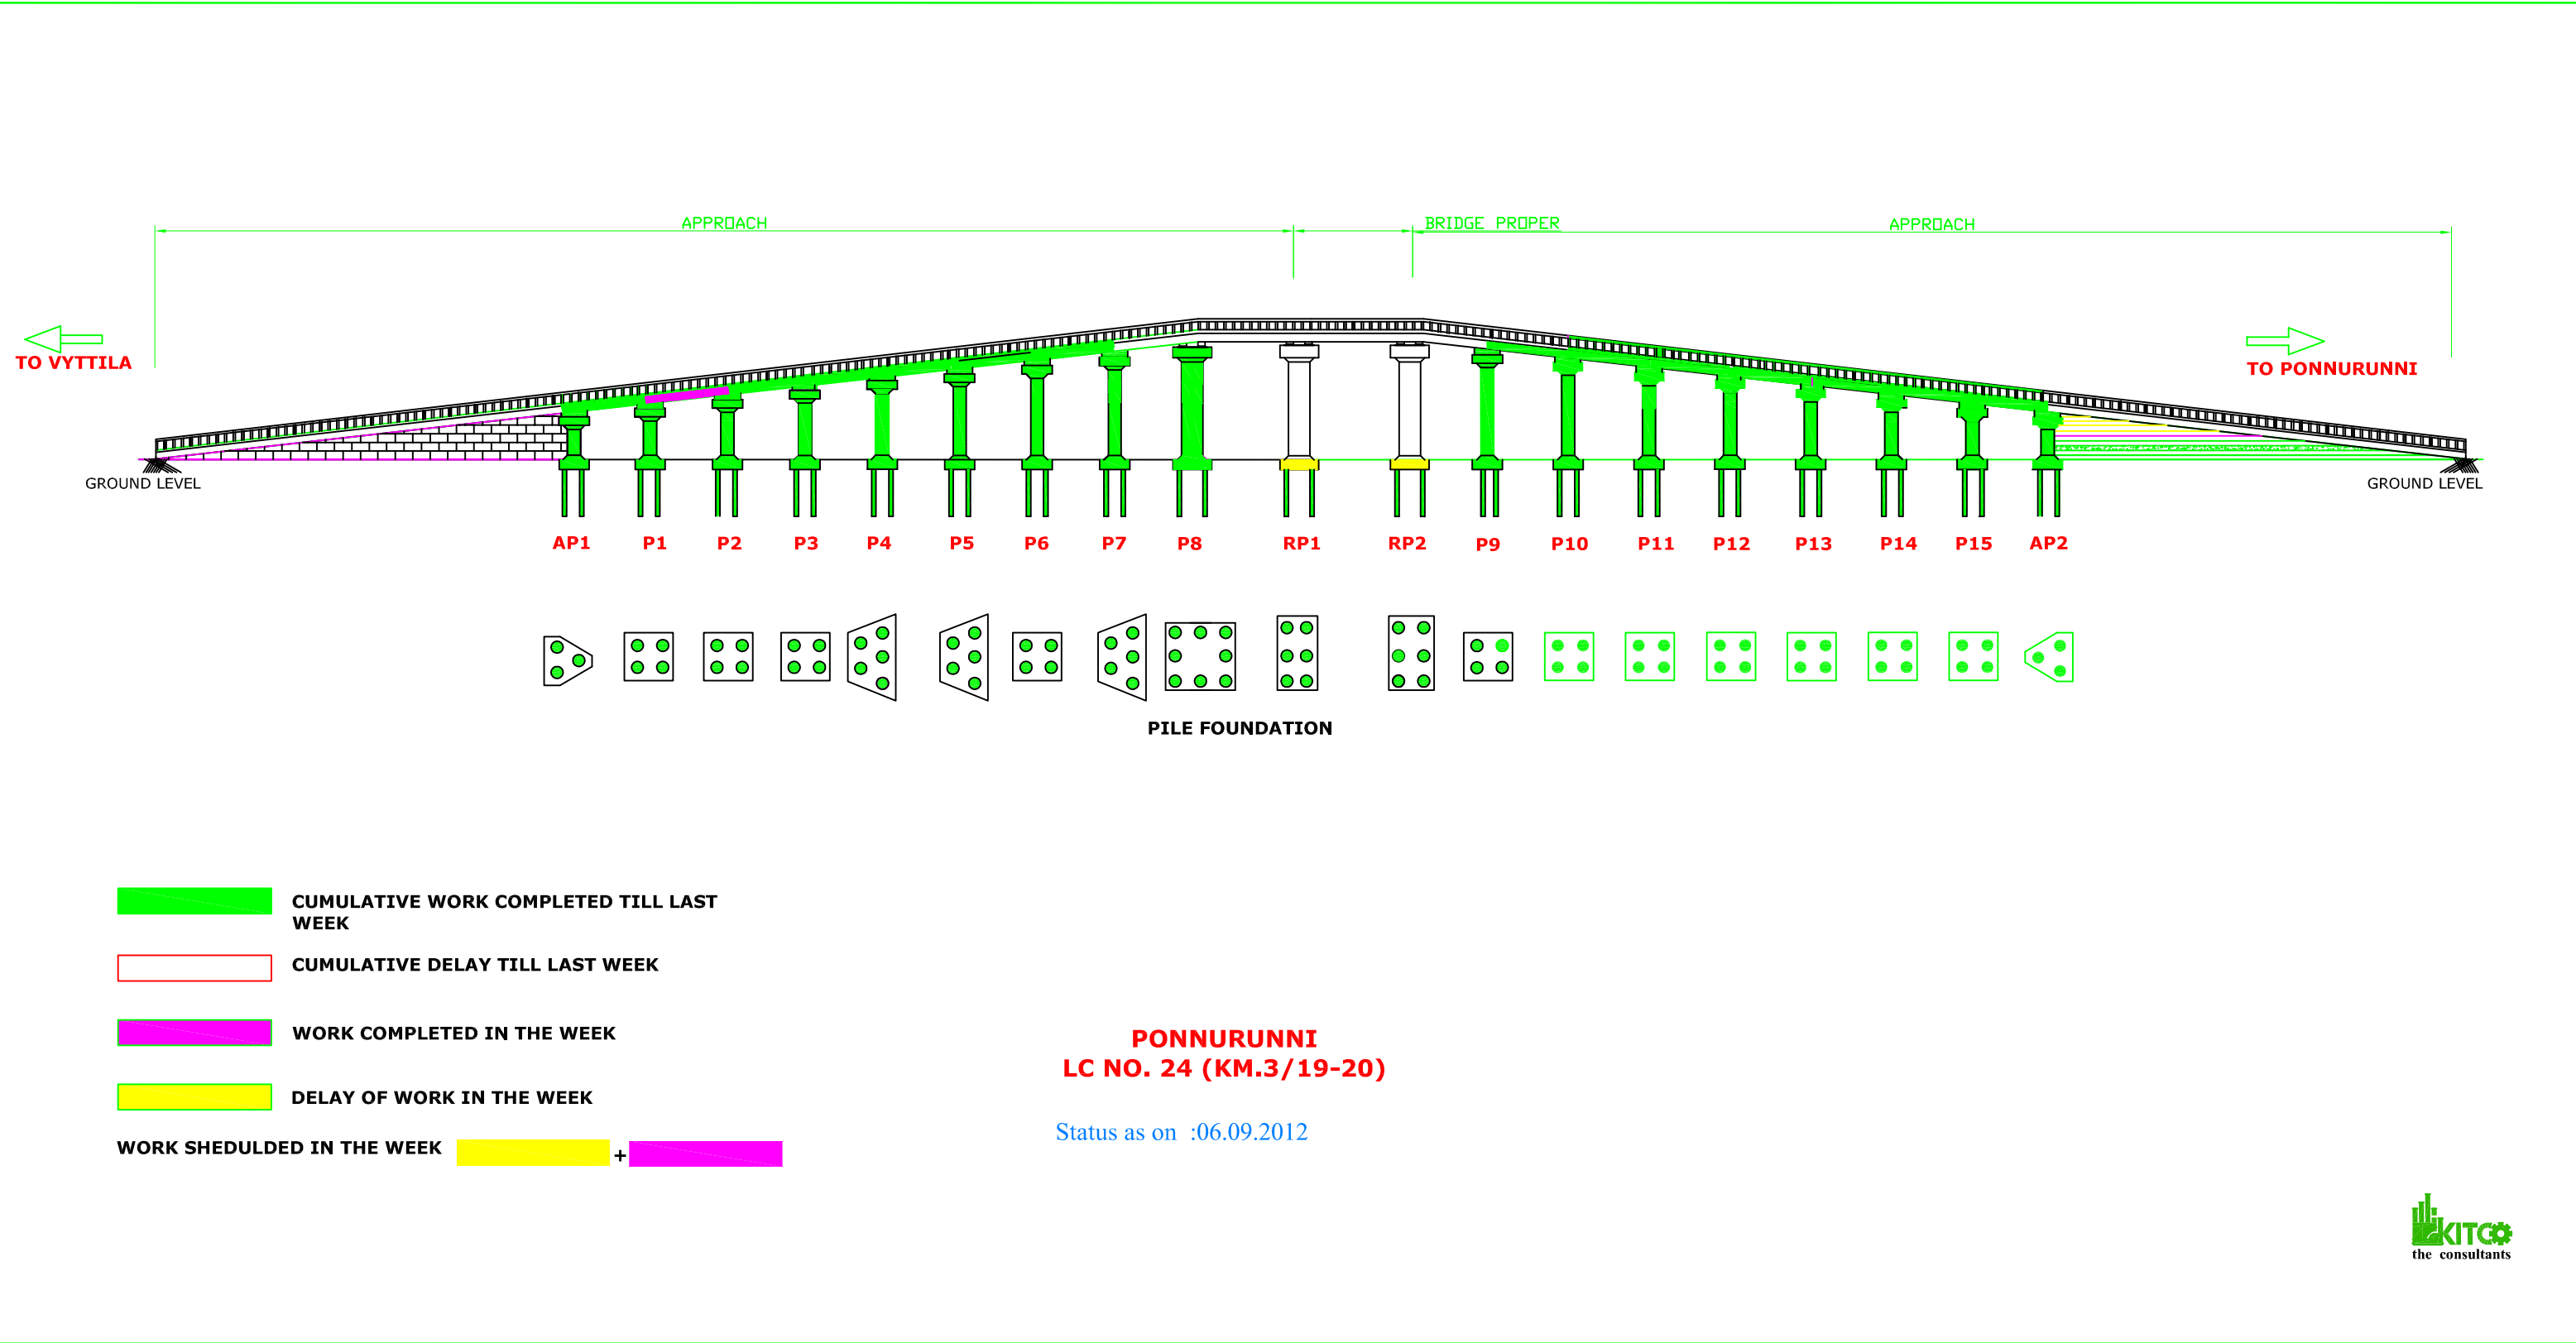 APPROACH
BRIDGE PROPER
APPROACH
TO VYTTILA
TO PONNURUNNI
GROUND LEVEL
GROUND LEVEL
AP1 P1 P2 P3 P4 P5 P6 P7 P8 RP1 RP2 P9 P10 P11 P12 P13 P14 P15 AP2
PILE FOUNDATION
CUMULATIVE WORK COMPLETED TILL LAST
WEEK
CUMULATIVE DELAY TILL LAST WEEK
WORK COMPLETED IN THE WEEK
DELAY OF WORK IN THE WEEK
WORK SHEDULDED IN THE WEEK +
PONNURUNNI
LC NO. 24 (KM.3/19-20)
Status as on :06.09.2012
KITCO
the consultants